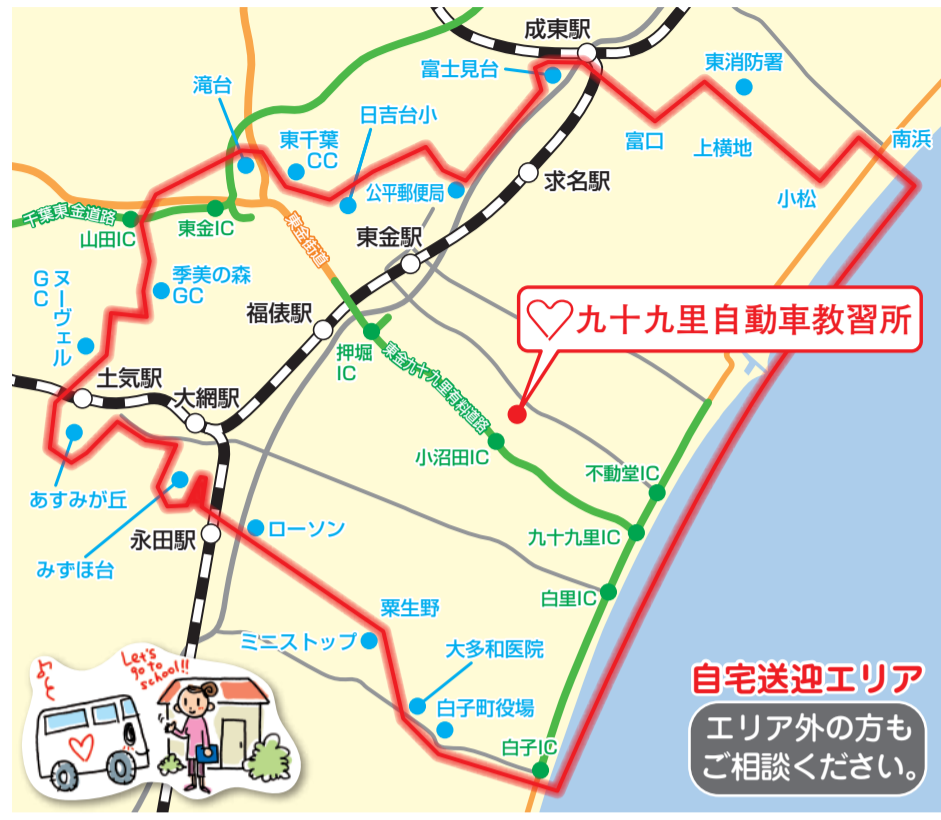 成東駅
富士見台
東消防署
滝台
日吉台小
東千葉
CC
富口
上横地
南浜
公平郵便局
求名駅
小松
千葉東金道路
山田IC
東金IC
東金街道
東金駅
季美の森
GC
ヌーヴェル
GC
福俵駅
九十九里自動車教習所
押堀
IC
東金九十九里有料道路
土気駅
大網駅
小沼田IC
不動堂IC
あすみが丘
永田駅
ローソン
九十九里IC
みずほ台
白里IC
粟生野
ミニストップ
大多和医院
白子町役場
白子IC
Let's
go to
school!!
自宅送迎エリア
エリア外の方も
ご相談ください。